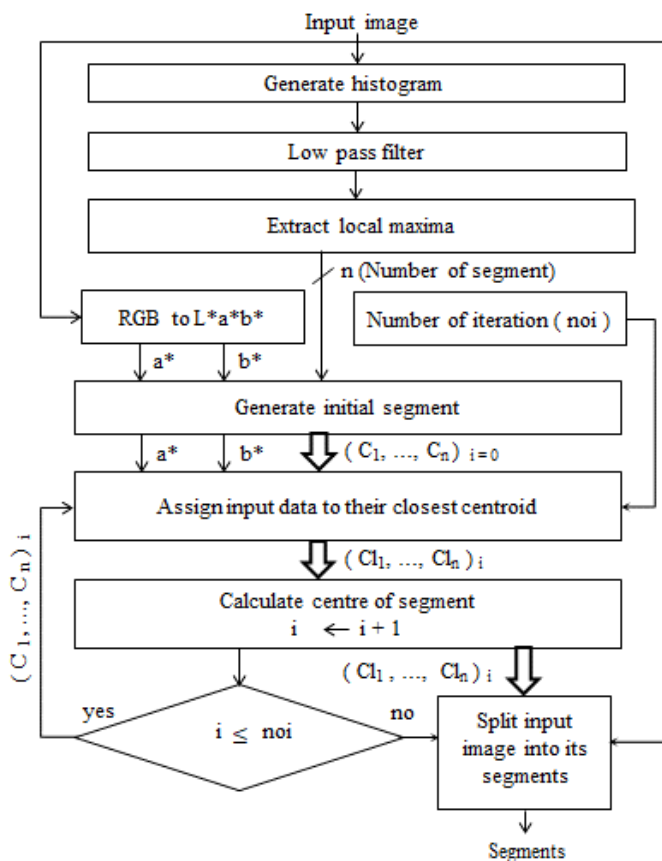 Input image
Generate histogram
Low pass filter
Extract local maxima
n (Number of segment)
RGB to L*a*b*
Number of iteration ( noi )
a* b*
Generate initial segment
a* b* ( C1, ..., Cn ) i = 0
Assign input data to their closest centroid
( C1, ..., Cn ) i
( Cl1 , ..., Cln ) i
Calculate centre of segment
i ← i + 1
( Cl1 , ..., Cln ) i
yes
i ≤ noi
no
Split input
image into its
segments
Segments